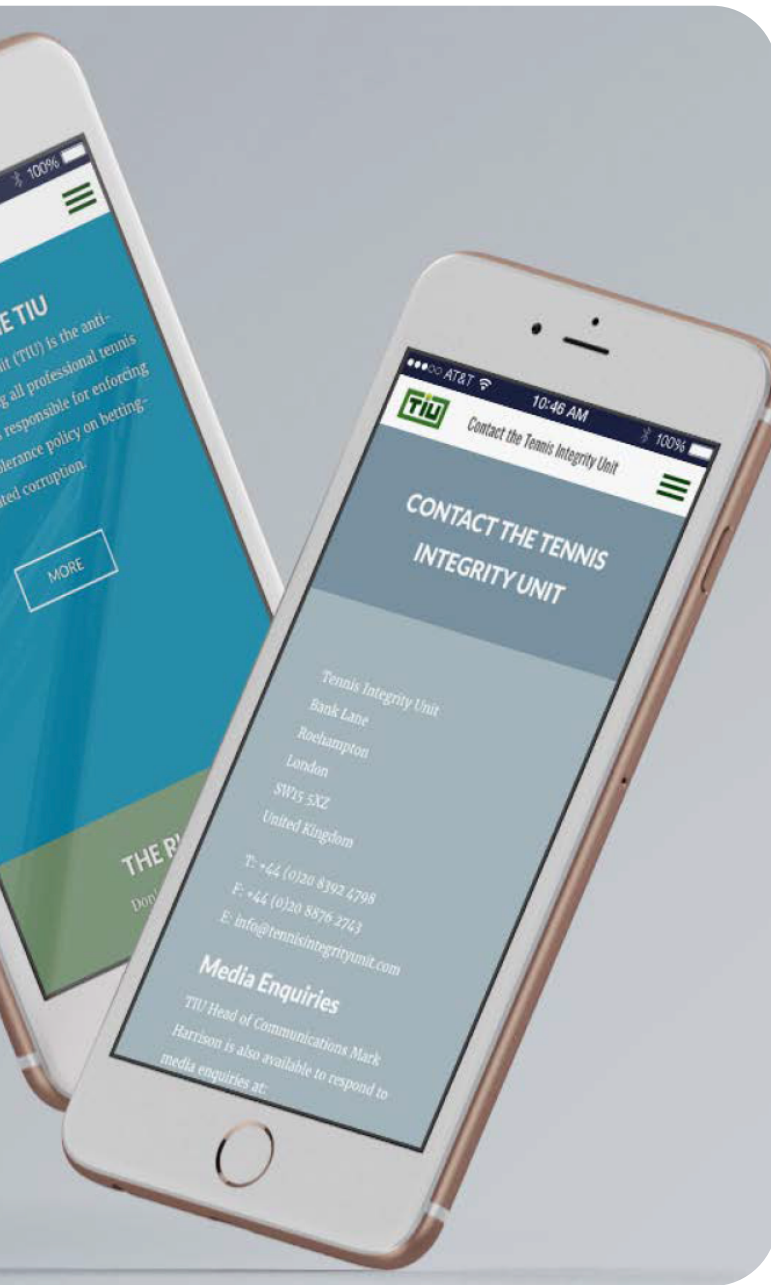 100%
E TIU
it (TIU) is the anti-
g all professional tennis
s responsible for enforcing
olerance policy on betting-
ated corruption.
MORE
THE RU
Don'
AT&T
10:46 AM
100%
TIU
Contact the Tennis Integrity Unit
CONTACT THE TENNIS
INTEGRITY UNIT
Tennis Integrity Unit
Bank Lane
Roehampton
London
SW15 5XZ
United Kingdom
T: +44 (0)20 8392 4798
F: +44 (0)20 8876 2743
E: info@tennisintegrityunit.com
Media Enquiries
TIU Head of Communications Mark
Harrison is also available to respond to
media enquiries at: